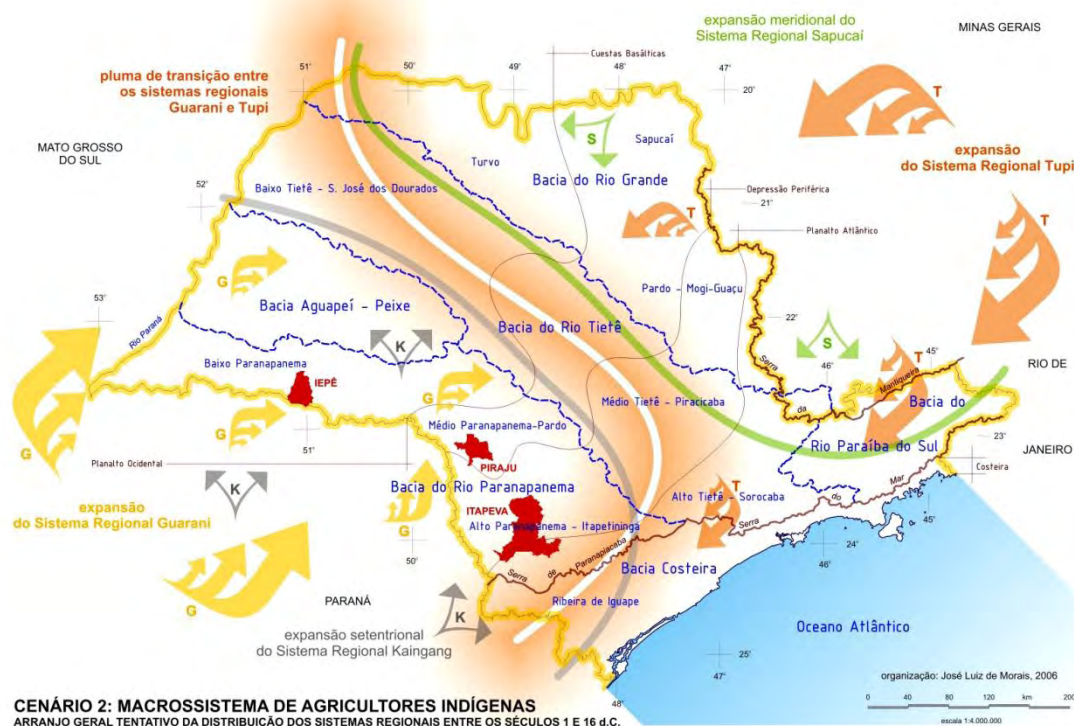 expansão meridional do
Sistema Regional Sapucaí
MINAS GERAIS
Cuestas Basálticas
pluma de transição entre
os sistemas regionais
Guarani e Tupi
51'
50'
49'
48'
47'
20'
T
expansão
do Sistema Regional Tupi
MATO GROSSO
DO SUL
S
Sapucaí
Turvo
Bacia do Rio Grande
Baixo Tietê - S. José dos Dourados
52'
Depressão Periférica
21'
T
T
Planalto Atlântico
G
Pardo - Mogi-Guaçu
53'
Bacia Aguapeí - Peixe
Bacia do Rio Tietê
22'
Rio Paraná
K
S
Baixo Paranapanema
Serra
da
Mantiqueira
46'
45'
T
RIO DE
JANEIRO
IEPÊ
G
Médio Tietê - Piracicaba
Bacia do
Rio Paraíba do Sul
G
G
Médio Paranapanema-Pardo
51'
23'
Planalto Ocidental
PIRAJU
Costeira
K
Bacia do Rio Paranapanema
Alto Tietê - Sorocaba
T
Serra
do
Mar
expansão
do Sistema Regional Guarani
G
ITAPEVA
Alto Paranapanema - Itapetininga
45'
50'
24'
46'
Serra
de
Paranapiacaba
Bacia Costeira
G
PARANÁ
K
Ribeira de Iguape
Oceano Atlântico
expansão setentrional
do Sistema Regional Kaingang
25'
47'
48'
organização: José Luiz de Morais, 2006
0 40 80 120 km 200
escala 1:4.000.000
CENÁRIO 2: MACROSSISTEMA DE AGRICULTORES INDÍGENAS
ARRANJO GERAL TENTATIVO DA DISTRIBUIÇÃO DOS SISTEMAS REGIONAIS ENTRE OS SÉCULOS 1 E 16 d.C.